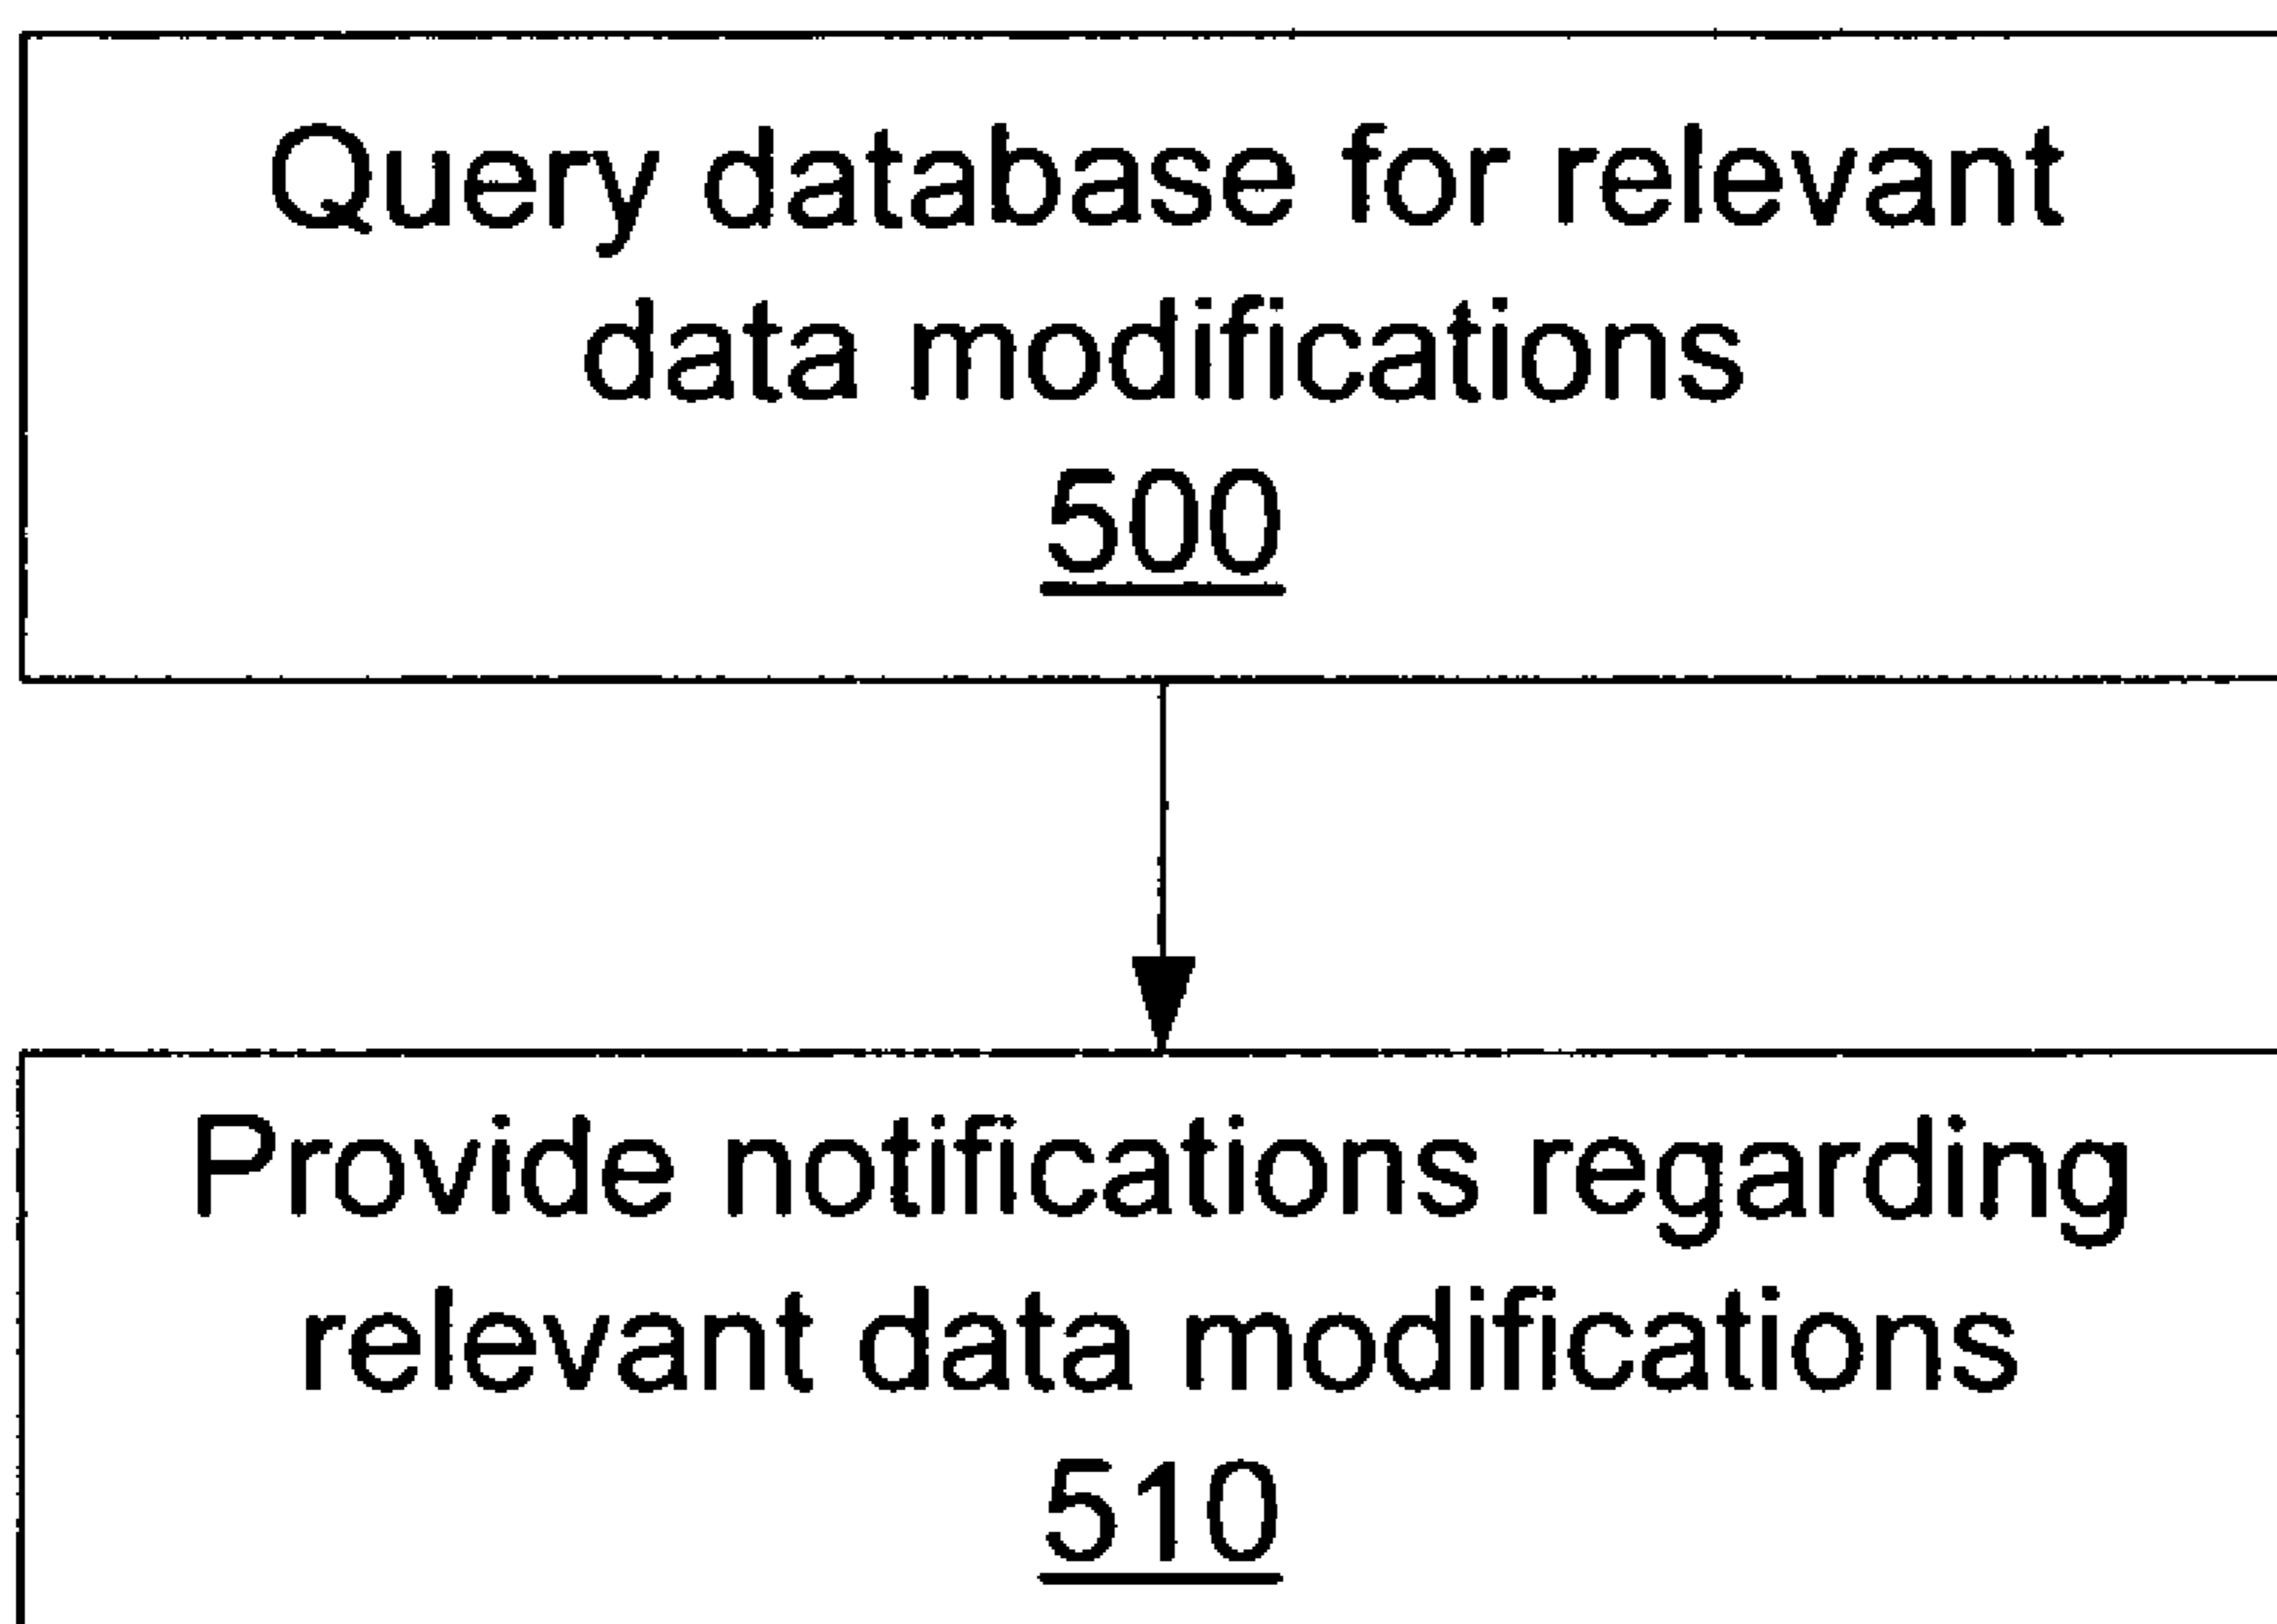 Query database for relevant
data modifications
500
Provide notifications regarding
relevant data modifications
510